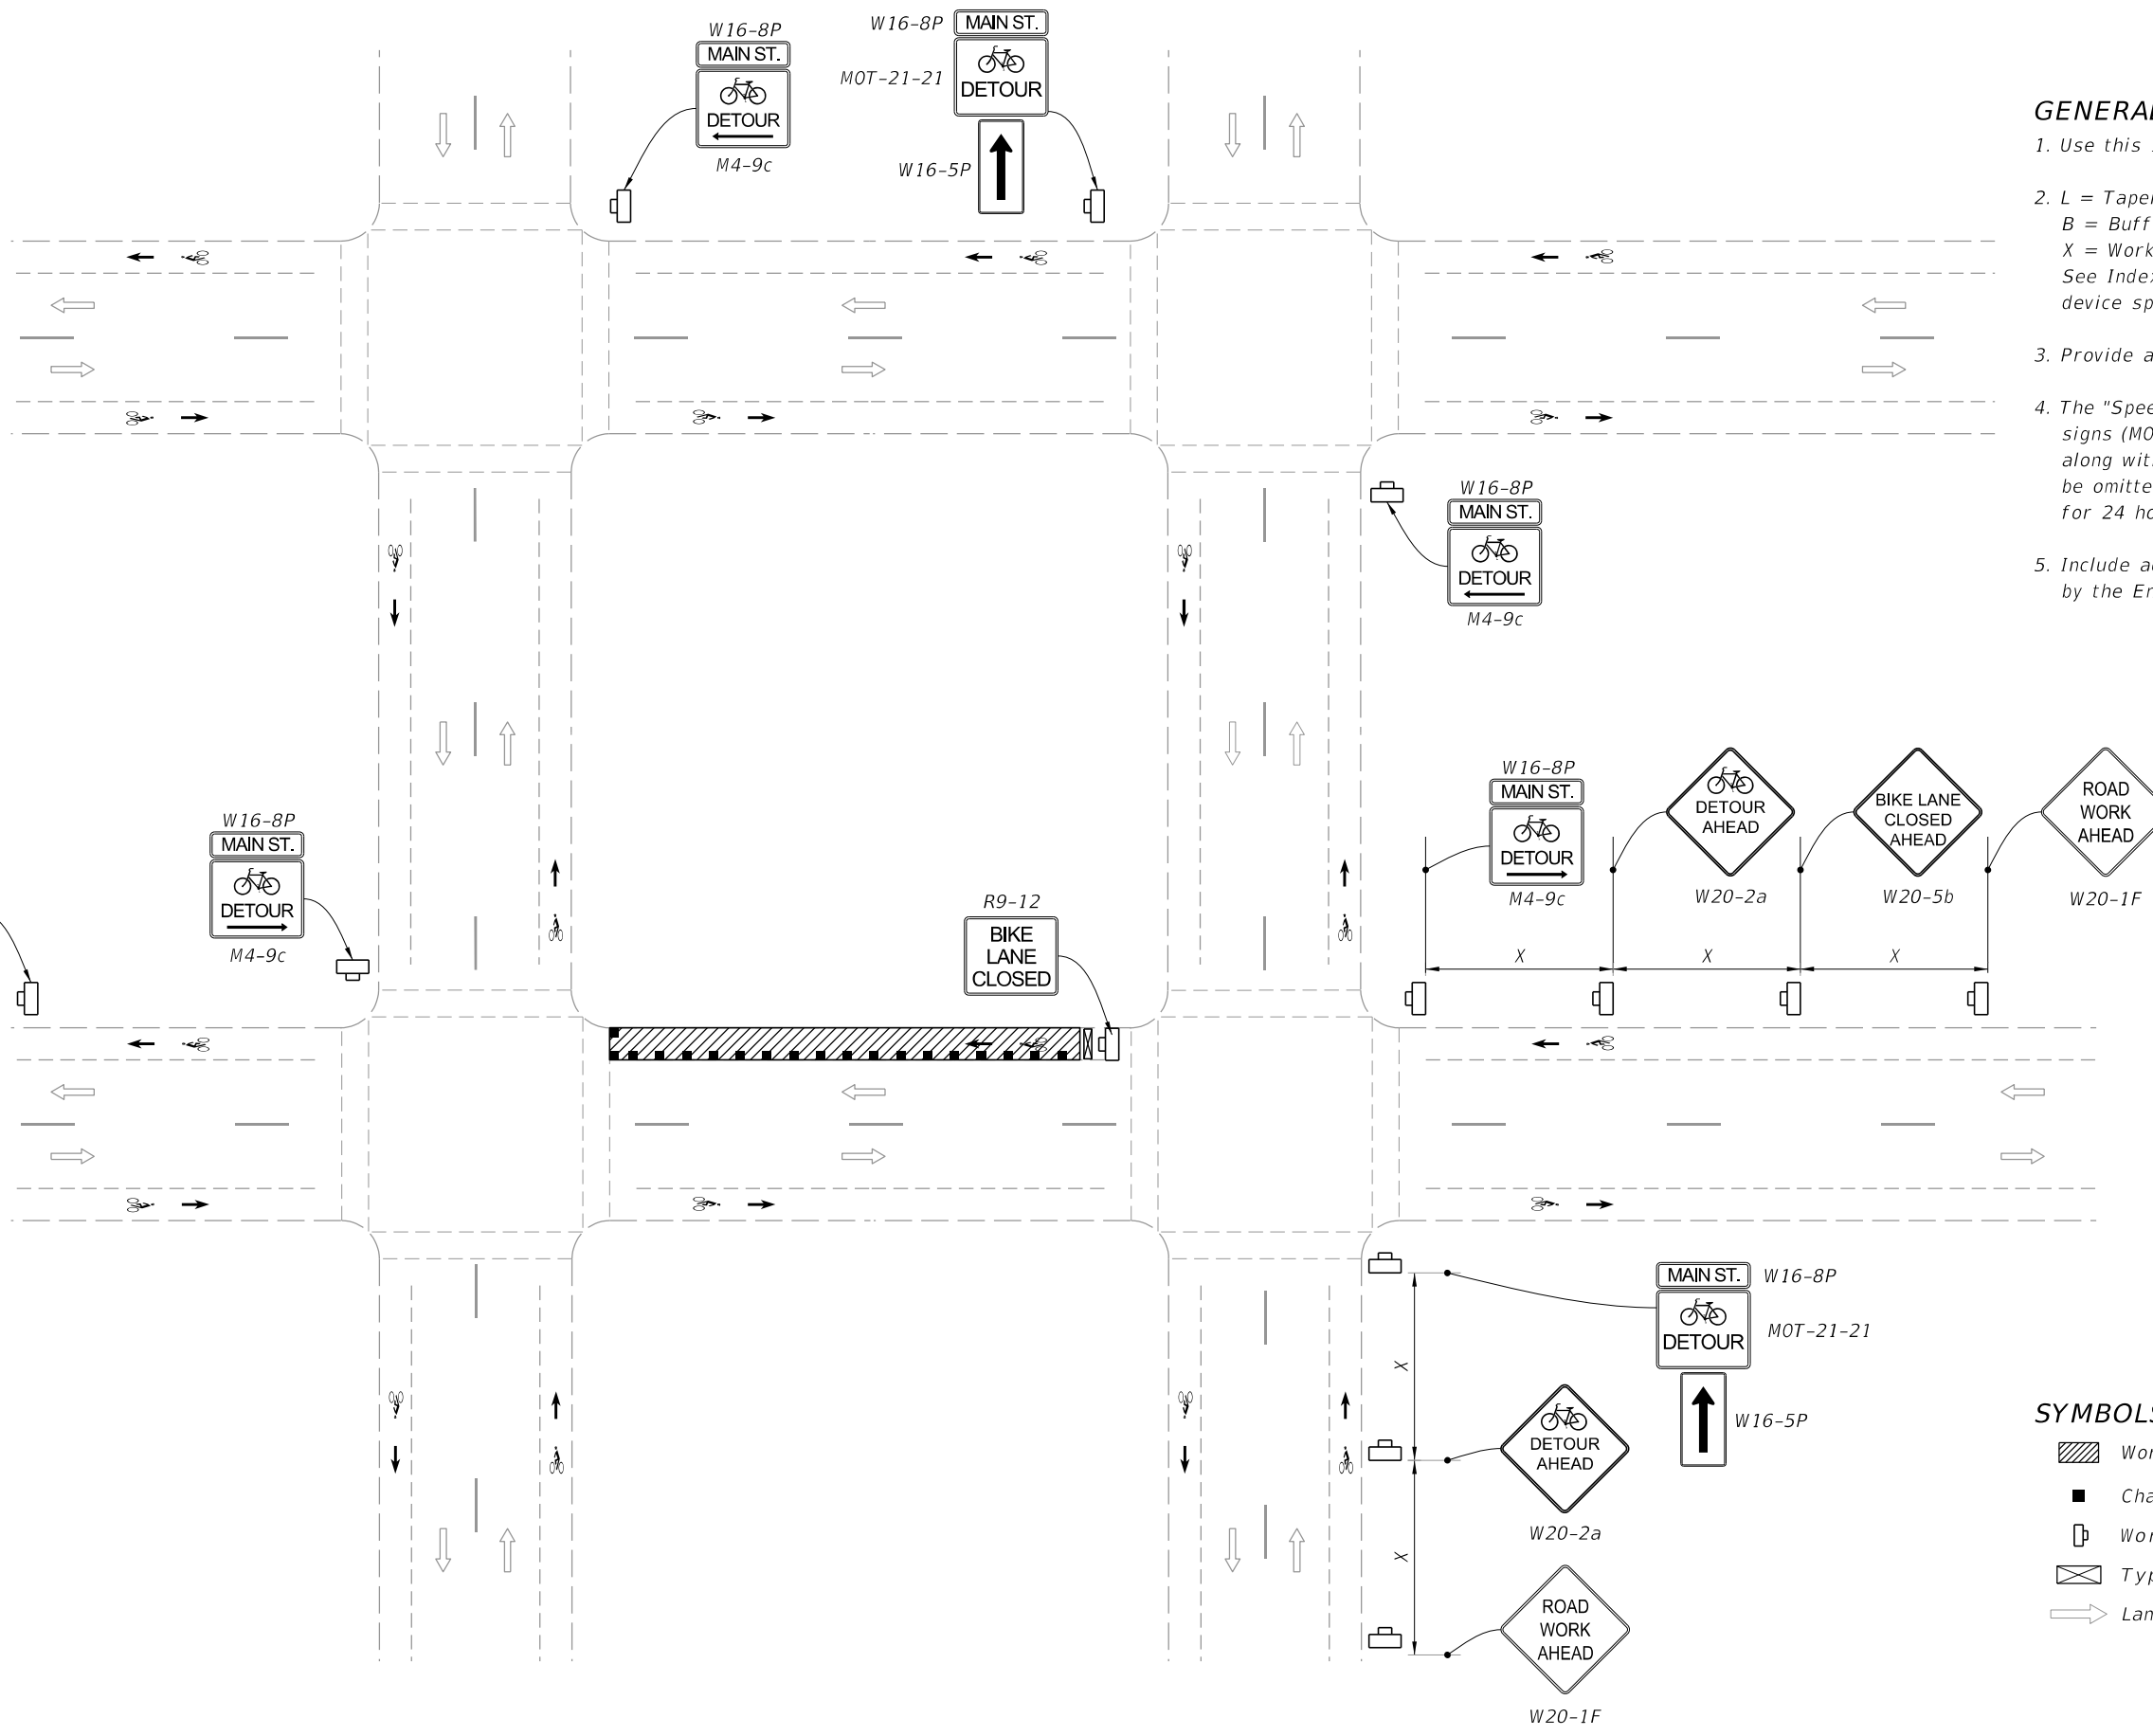 W16-8P
MAIN ST.
DETOUR
M4-9c
W16-8P
MAIN ST.
MOT-21-21
DETOUR
W16-5P
GENERAL
1. Use this
2. L = Taper
B = Buff
X = Work
See Index
device sp
3. Provide a
4. The "Spee
signs (MO
along wit
be omitte
for 24 ho
5. Include a
by the En
W16-8P
MAIN ST.
DETOUR
M4-9c
W16-8P
MAIN ST.
DETOUR
M4-9c
DETOUR
AHEAD
W20-2a
BIKE LANE
CLOSED
AHEAD
W20-5b
ROAD
WORK
AHEAD
W20-1F
X
X
X
W16-8P
MAIN ST.
DETOUR
M4-9c
R9-12
BIKE
LANE
CLOSED
MAIN ST.
W16-8P
DETOUR
MOT-21-21
W16-5P
X
DETOUR
AHEAD
W20-2a
X
ROAD
WORK
AHEAD
W20-1F
SYMBOLS
Wor
Cha
Wor
Typ
Lan